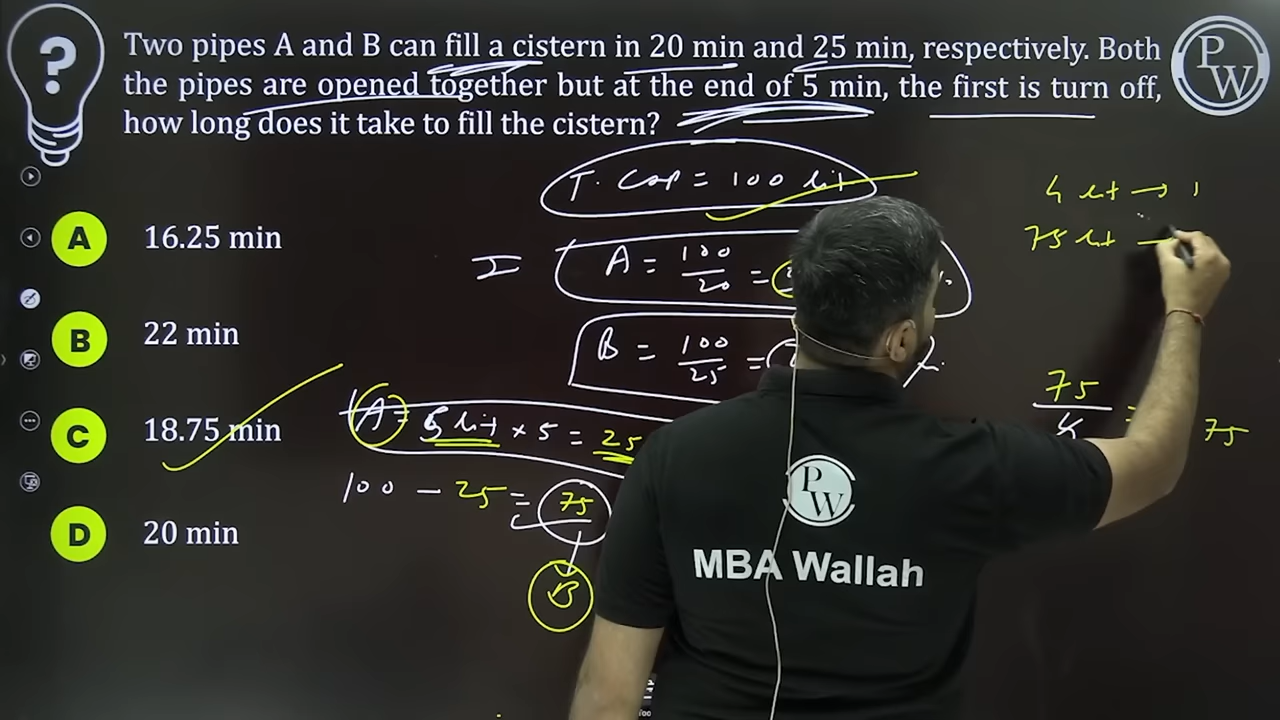 Two pipes A and B can fill a cistern in 20 min and 25 min, respectively. Both
the pipes are opened together but at the end of 5 min, the first is turn off,
how long does it take to fill the cistern?
P
W
T. Cap = 100 lit
4 lit → 1
75 lit →
A 16.25 min
I A = 100/20 =
B = 100/25 =
B 22 min
75
75
A = 5 lit × 5 = 25
C 18.75 min
100 - 25 = 75
B
D 20 min
PW
MBA Wallah